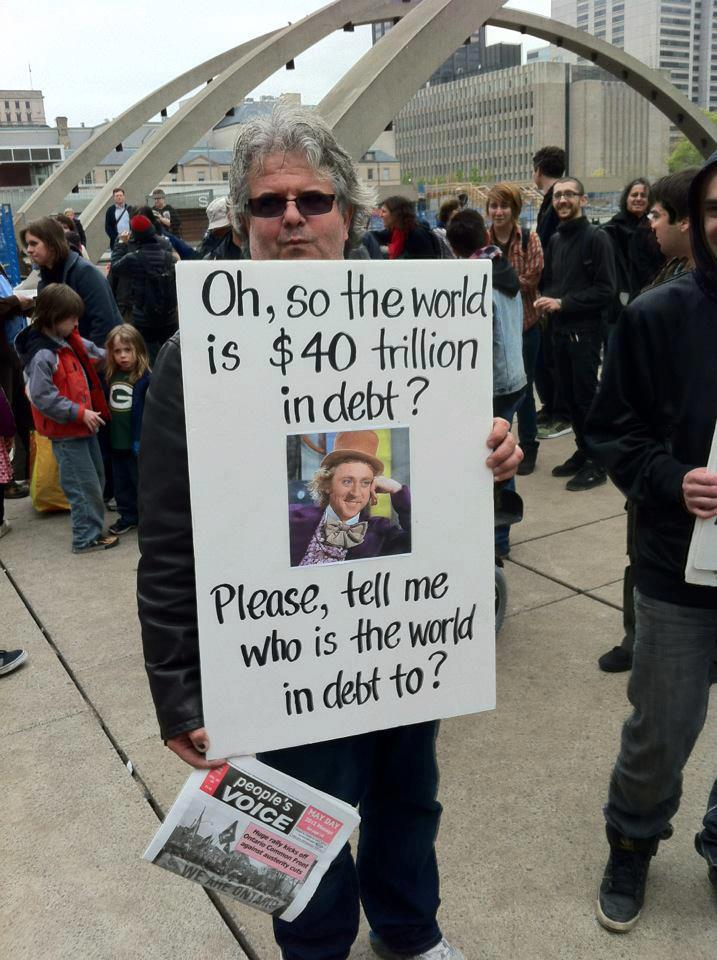 Oh, so the world
is $40 trillion
in debt?
Please, tell me
who is the world
in debt to?
people's
VOICE
MAY DAY
Huge rally kicks off
Ontario Common Front
against austerity cuts
WE ARE ONTARIO
G